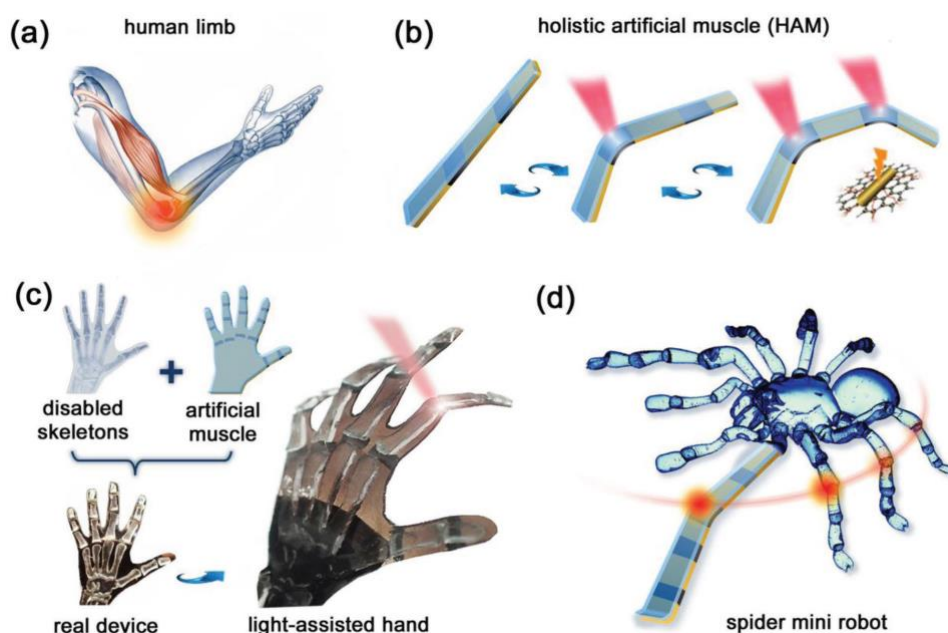 (a)
human limb
(b)
holistic artificial muscle (HAM)
(c)
disabled
skeletons
+
artificial
muscle
real device
light-assisted hand
(d)
spider mini robot